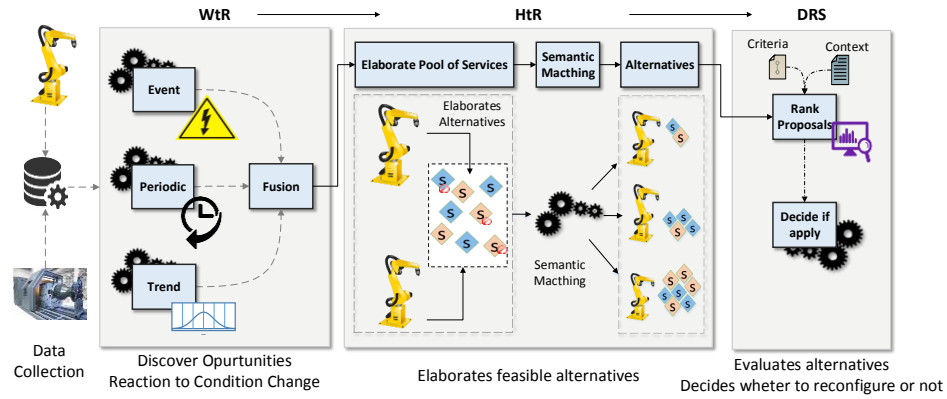 WtR
HtR
DRS
Event
Periodic
Trend
Fusion
Elaborate Pool of Services
Semantic
Macthing
Alternatives
Elaborates
Alternatives
S
S
S
S
S
S
S
S
S
Semantic
Macthing
S
S
S
S
S
S
S
S
S
S
S
S
S
S
Criteria
Context
Rank
Proposals
Decide if
apply
Data
Collection
Discover Opurtunities
Reaction to Condition Change
Elaborates feasible alternatives
Evaluates alternatives
Decides wheter to reconfigure or not